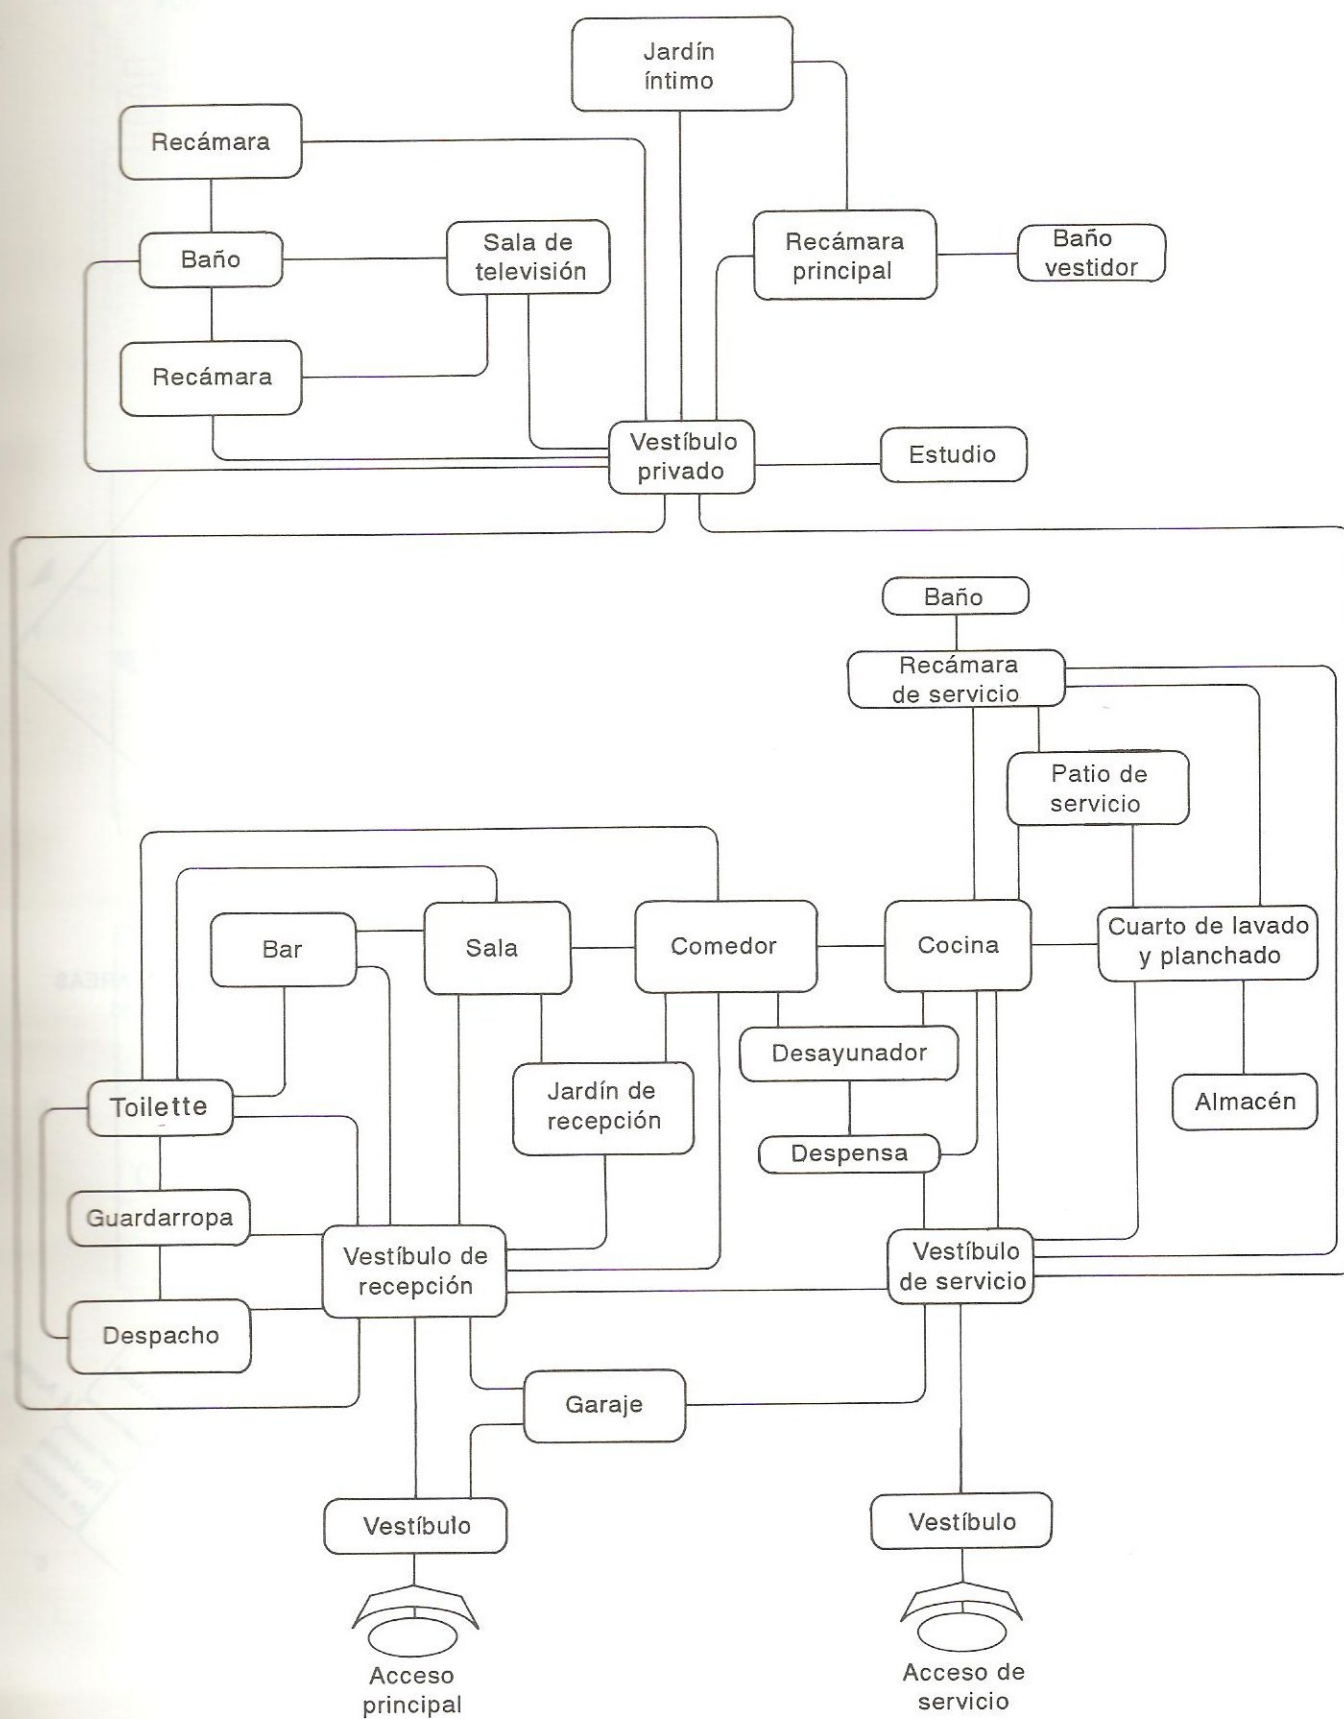 Jardín
íntimo
Recámara
Baño
Sala de
televisión
Recámara
principal
Baño
vestidor
Recámara
Vestíbulo
privado
Estudio
Baño
Recámara
de servicio
Patio de
servicio
Bar
Sala
Comedor
Cocina
Cuarto de lavado
y planchado
Desayunador
Jardín de
recepción
Toilette
Almacén
Despensa
Guardarropa
Vestíbulo de
recepción
Vestíbulo
de servicio
Despacho
Garaje
Vestíbulo
Vestíbulo
Acceso
principal
Acceso de
servicio